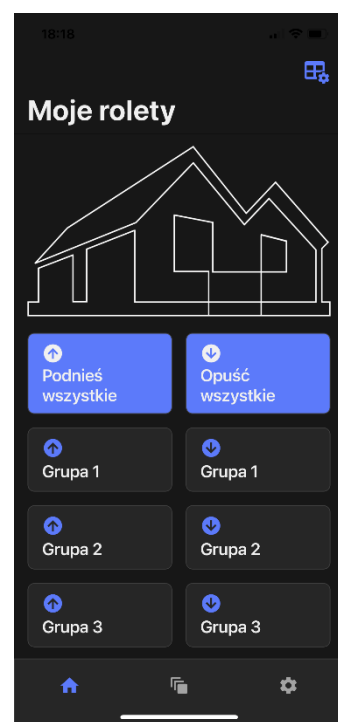 18:18
Moje rolety
Podnieś
wszystkie
Opuść
wszystkie
Grupa 1
Grupa 1
Grupa 2
Grupa 2
Grupa 3
Grupa 3